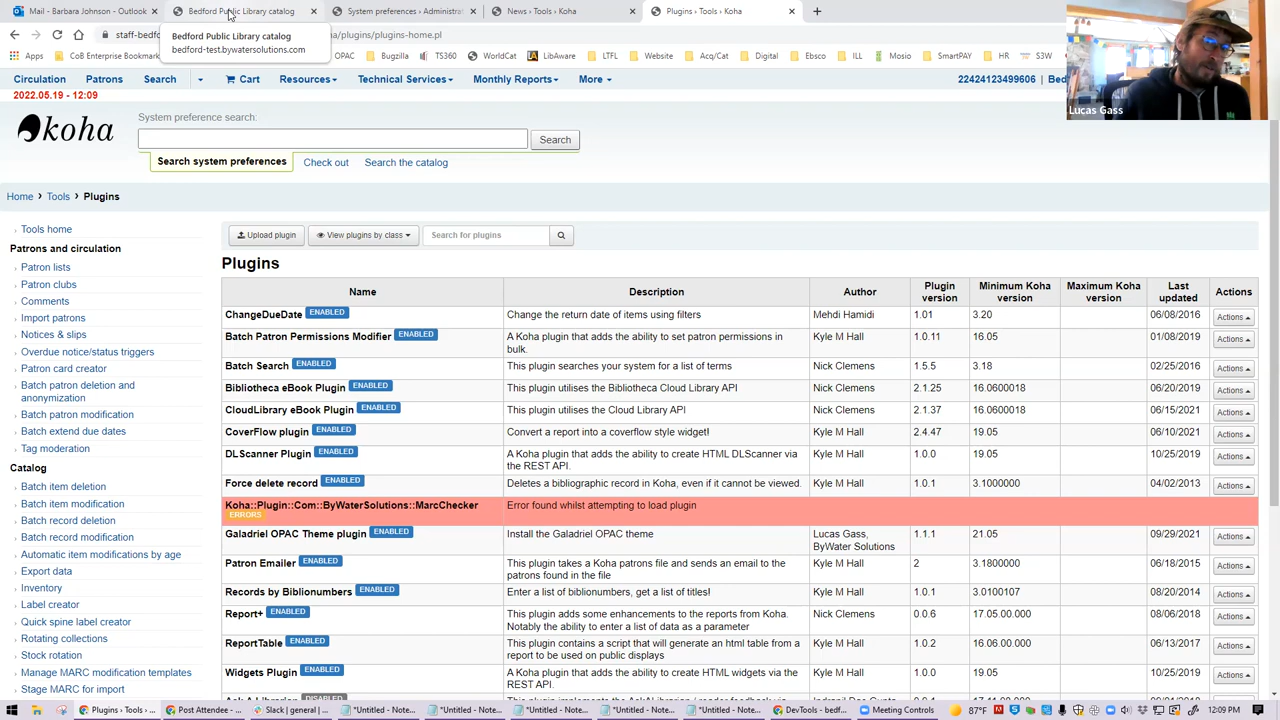 Mail - Barbara Johnson - Outlook
Bedford Public Library catalog
System preferences › Administra
News › Tools › Koha
Plugins › Tools › Koha
staff-bedf
Bedford Public Library catalog
bedford-test.bywatersolutions.com
ha/plugin/plugins-home.pl
Apps
CoB Enterprise Bookmark
OPAC
Bugzilla
TS360
WorldCat
LibAware
LTFL
Website
Acq/Cat
Digital
Ebsco
ILL
Mosio
SmartPAY
HR
S3W
Circulation
Patrons
Search
Cart
Resources
Technical Services
Monthly Reports
More
22424123499606 | Bed
2022.05.19 - 12:09
Lucas Gass
koha
System preference search:
Search
Search system preferences
Check out
Search the catalog
Home › Tools › Plugins
Tools home
Patrons and circulation
Patron lists
Patron clubs
Comments
Import patrons
Notices & slips
Overdue notice/status triggers
Patron card creator
Batch patron deletion and
anonymization
Batch patron modification
Batch extend due dates
Tag moderation
Catalog
Batch item deletion
Batch item modification
Batch record deletion
Batch record modification
Automatic item modifications by age
Export data
Inventory
Label creator
Quick spine label creator
Rotating collections
Stock rotation
Manage MARC modification templates
Stage MARC for import
Upload plugin
View plugins by class
Search for plugins
Plugins
Name Description Author Plugin version Minimum Koha version Maximum Koha version Last updated Actions
ChangeDueDate ENABLED Change the return date of items using filters Mehdi Hamidi 1.01 3.20 06/08/2016 Actions
Batch Patron Permissions Modifier ENABLED A Koha plugin that adds the ability to set patron permissions in
bulk. Kyle M Hall 1.0.11 16.05 01/08/2019 Actions
Batch Search ENABLED This plugin searches your system for a list of terms Nick Clemens 1.5.5 3.18 02/25/2016 Actions
Bibliotheca eBook Plugin ENABLED This plugin utilises the Bibliotheca Cloud Library API Nick Clemens 2.1.25 16.0600018 06/20/2019 Actions
CloudLibrary eBook Plugin ENABLED This plugin utilises the Cloud Library API Nick Clemens 2.1.37 16.0600018 06/15/2021 Actions
CoverFlow plugin ENABLED Convert a report into a coverflow style widget! Kyle M Hall 2.4.47 19.05 06/10/2021 Actions
DLScanner Plugin ENABLED A Koha plugin that adds the ability to create HTML DLScanner via
the REST API. Kyle M Hall 1.0.0 19.05 10/25/2019 Actions
Force delete record ENABLED Deletes a bibliographic record in Koha, even if it cannot be viewed. Kyle M Hall 1.0.1 3.1000000 04/02/2013 Actions
Koha::Plugin::Com::ByWaterSolutions::MarcChecker Error found whilst attempting to load plugin
ERRORS
Galadriel OPAC Theme plugin ENABLED Install the Galadriel OPAC theme Lucas Gass,
ByWater Solutions 1.1.1 21.05 09/29/2021 Actions
Patron Emailer ENABLED This plugin takes a Koha patrons file and sends an email to the
patrons found in the file Kyle M Hall 2 3.1800000 06/18/2015 Actions
Records by Biblionumbers ENABLED Enter a list of biblionumbers, get a list of titles! Kyle M Hall 1.0.1 3.0100107 08/20/2014 Actions
Report+ ENABLED This plugin adds some enhancements to the reports from Koha.
Notably the ability to enter a list of data as a parameter Nick Clemens 0.0.6 17.05.00.000 08/06/2018 Actions
ReportTable ENABLED This plugin contains a script that will generate an html table from a
report to be used on public displays Kyle M Hall 1.0.2 16.06.00.000 06/13/2017 Actions
Widgets Plugin ENABLED A Koha plugin that adds the ability to create HTML widgets via the
REST API. Kyle M Hall 1.0.0 19.05 10/25/2019 Actions
Plugins › Tools › ...
Post Attendee - ...
Slack | general | ...
*Untitled - Note...
*Untitled - Note...
*Untitled - Note...
*Untitled - Note...
*Untitled - Note...
DevTools - bedf...
Meeting Controls
87°F
12:09 PM